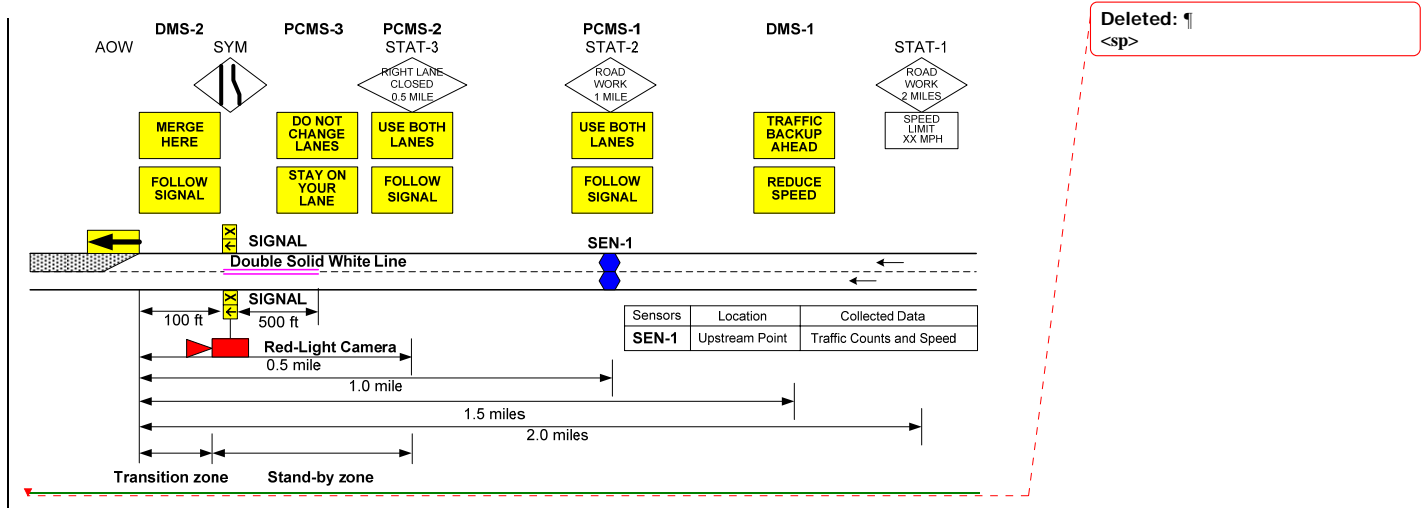 DMS-2 PCMS-3 PCMS-2 PCMS-1 DMS-1
AOW SYM STAT-3 STAT-2 STAT-1
RIGHT LANE
CLOSED
0.5 MILE
ROAD
WORK
1 MILE
ROAD
WORK
2 MILES
MERGE
HERE
DO NOT
CHANGE
LANES
USE BOTH
LANES
USE BOTH
LANES
TRAFFIC
BACKUP
AHEAD
SPEED
LIMIT
XX MPH
FOLLOW
SIGNAL
STAY ON
YOUR
LANE
FOLLOW
SIGNAL
FOLLOW
SIGNAL
REDUCE
SPEED
X
SIGNAL
SEN-1
Double Solid White Line
X
SIGNAL
100 ft
500 ft
Sensors Location Collected Data
SEN-1 Upstream Point Traffic Counts and Speed
Red-Light Camera
0.5 mile
1.0 mile
1.5 miles
2.0 miles
Transition zone
Stand-by zone
Deleted: ¶
<sp>